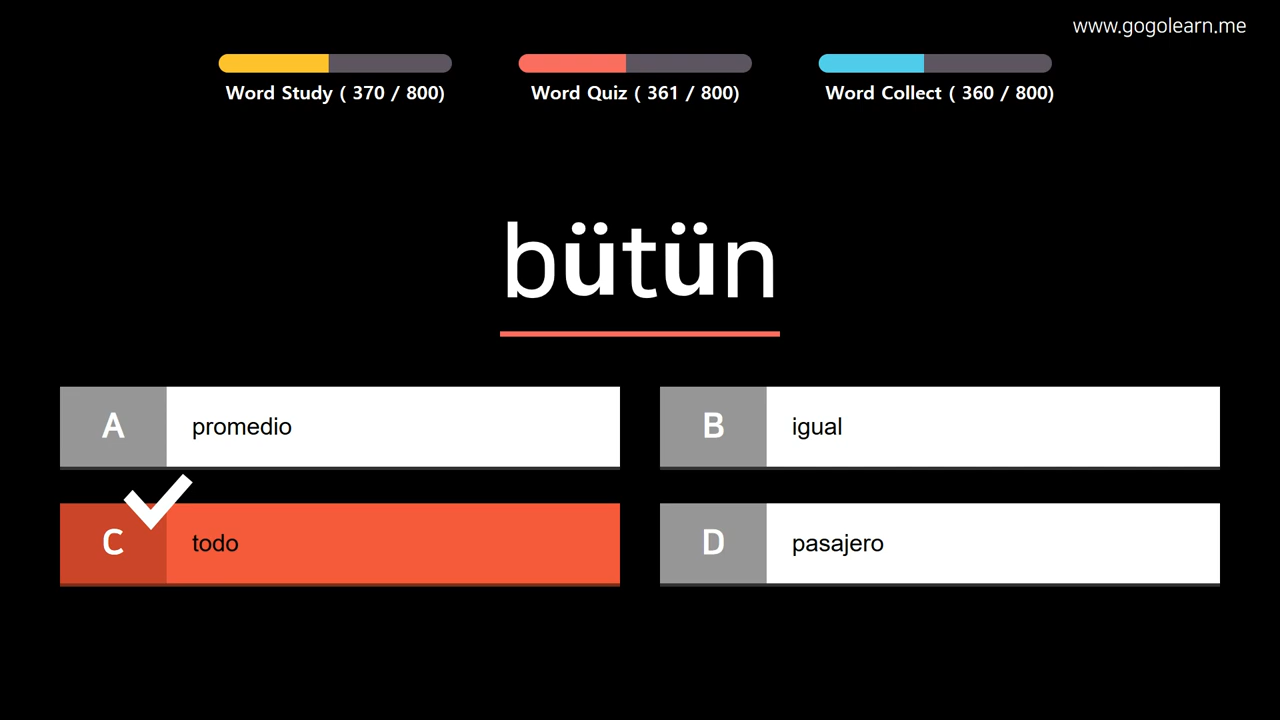 www.gogolearn.me
Word Study ( 370 / 800)
Word Quiz ( 361 / 800)
Word Collect ( 360 / 800)
bütün
A promedio
B igual
C todo
D pasajero